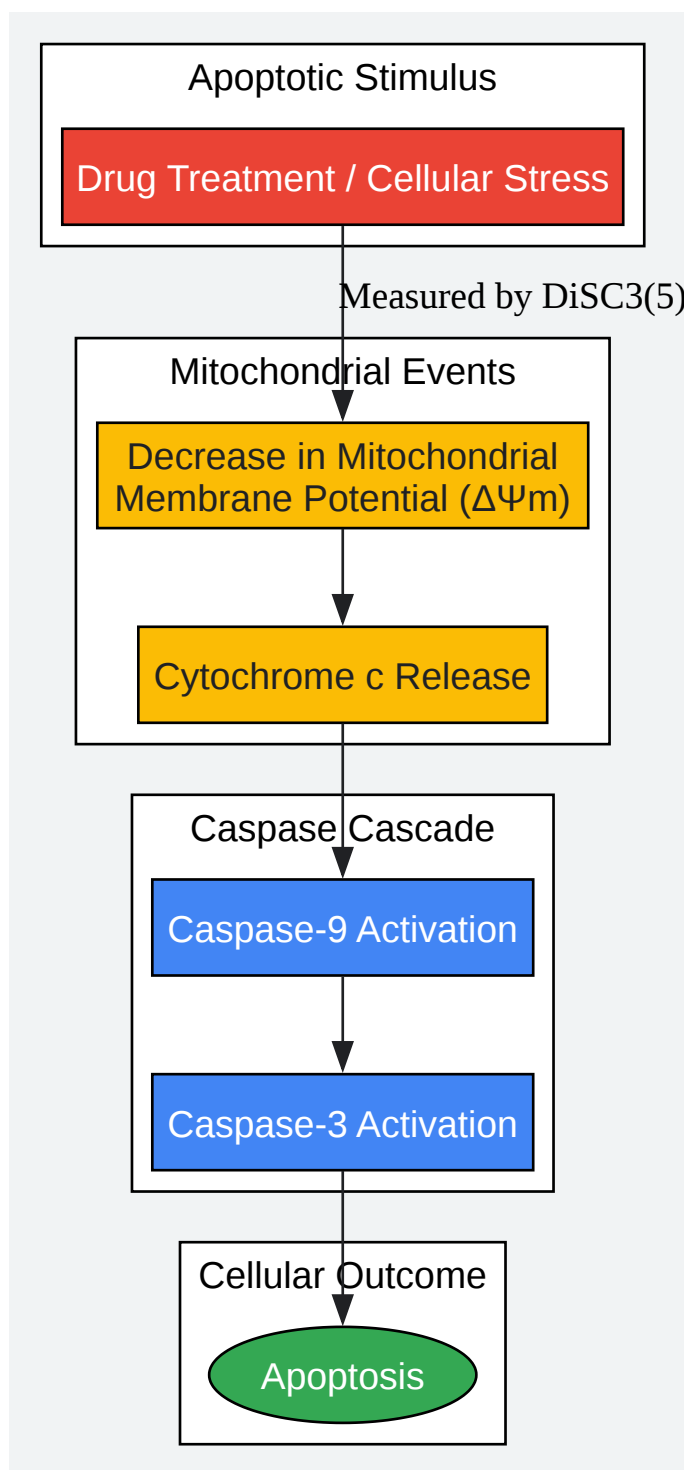 Apoptotic Stimulus
Drug Treatment / Cellular Stress
Measured by DiSC3(5)
Mitochondrial Events
Decrease in Mitochondrial
Membrane Potential (ΔΨm)
Cytochrome c Release
Caspase Cascade
Caspase-9 Activation
Caspase-3 Activation
Cellular Outcome
Apoptosis